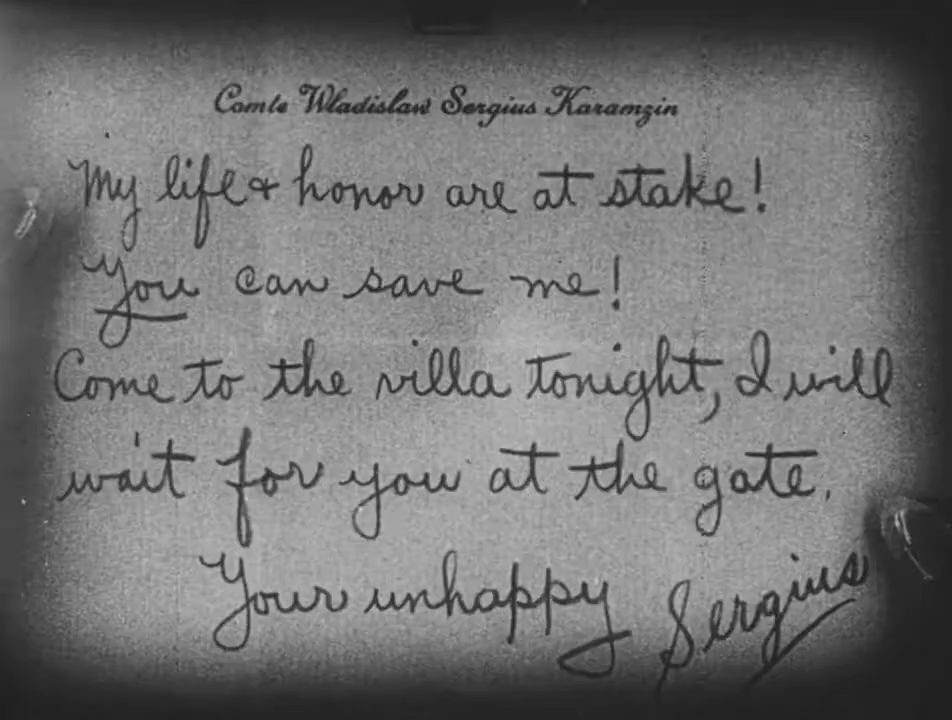 Comte Wladislaw Sergius Karamzin
My life & honor are at stake!
You can save me!
Come to the villa tonight, I will
wait for you at the gate.
Your unhappy Sergius